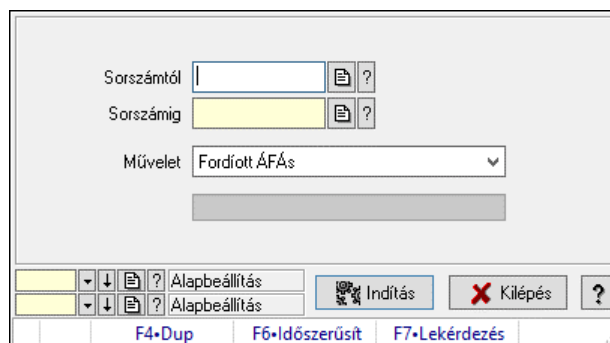 Sorszámtól ?
Sorszámig ?
Művelet Fordított ÁFÁs
? Alapbeállítás
? Alapbeállítás
Indítás Kilépés ?
F4•Dup F6•Időszerűsít F7•Lekérdezés